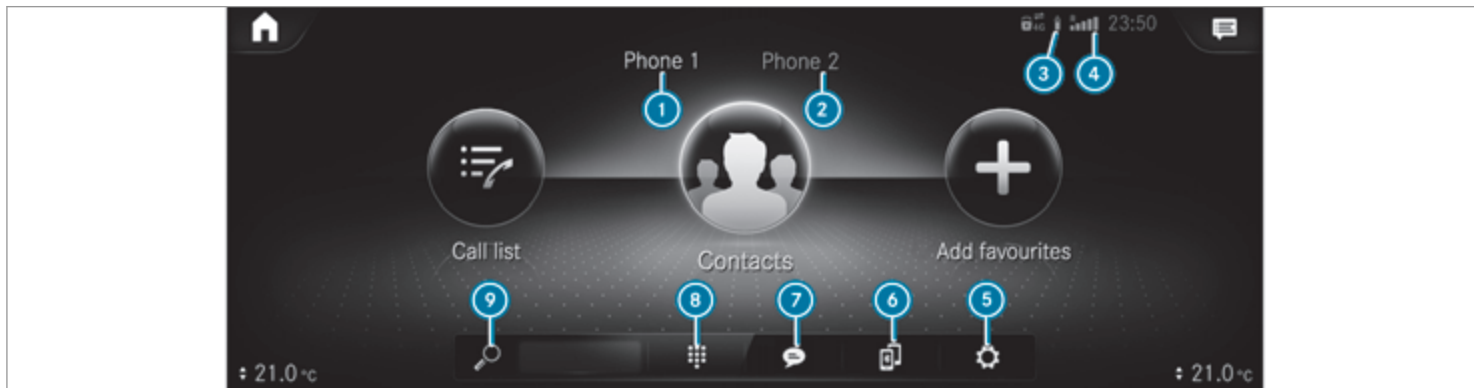 4G 23:50
Phone 1 Phone 2
3 4
1 2
Call list Contacts Add favourites
9 8 7 6 5
21.0 °C 21.0 °C